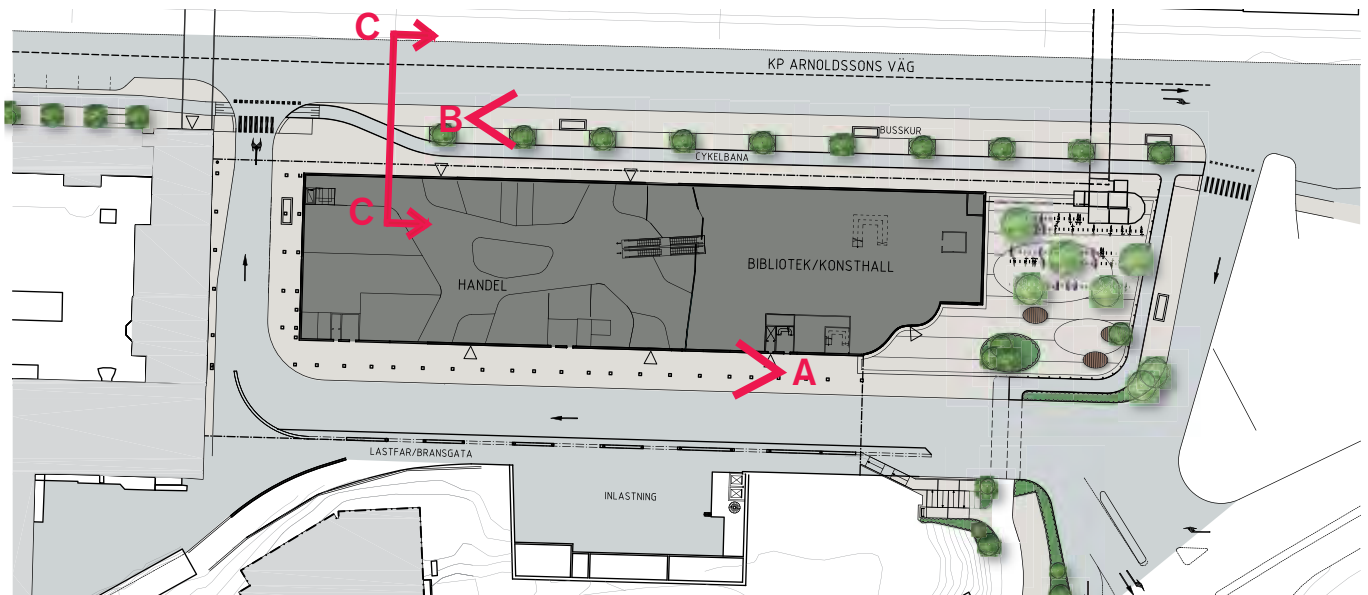 C
KP ARNOLDSSONS VÄG
B
BUSSKUR
CYKELBANA
C
BIBLIOTEK/KONSTHALL
HANDEL
A
LASTFAR/BRANSGATA
INLASTNING